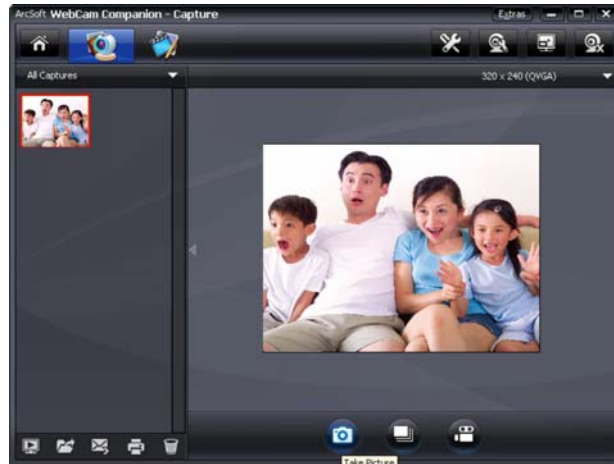 ArcSoft WebCam Companion - Capture
Extras
All Captures
320 x 240 (QVGA)
Take Picture